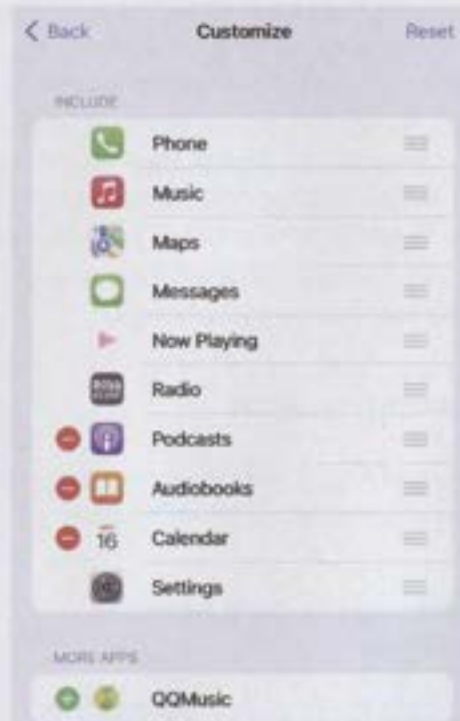 Back Customize Reset
INCLUDE
Phone
Music
Maps
Messages
Now Playing
Radio
Podcasts
Audiobooks
16 Calendar
Settings
MORE APPS
QQMusic